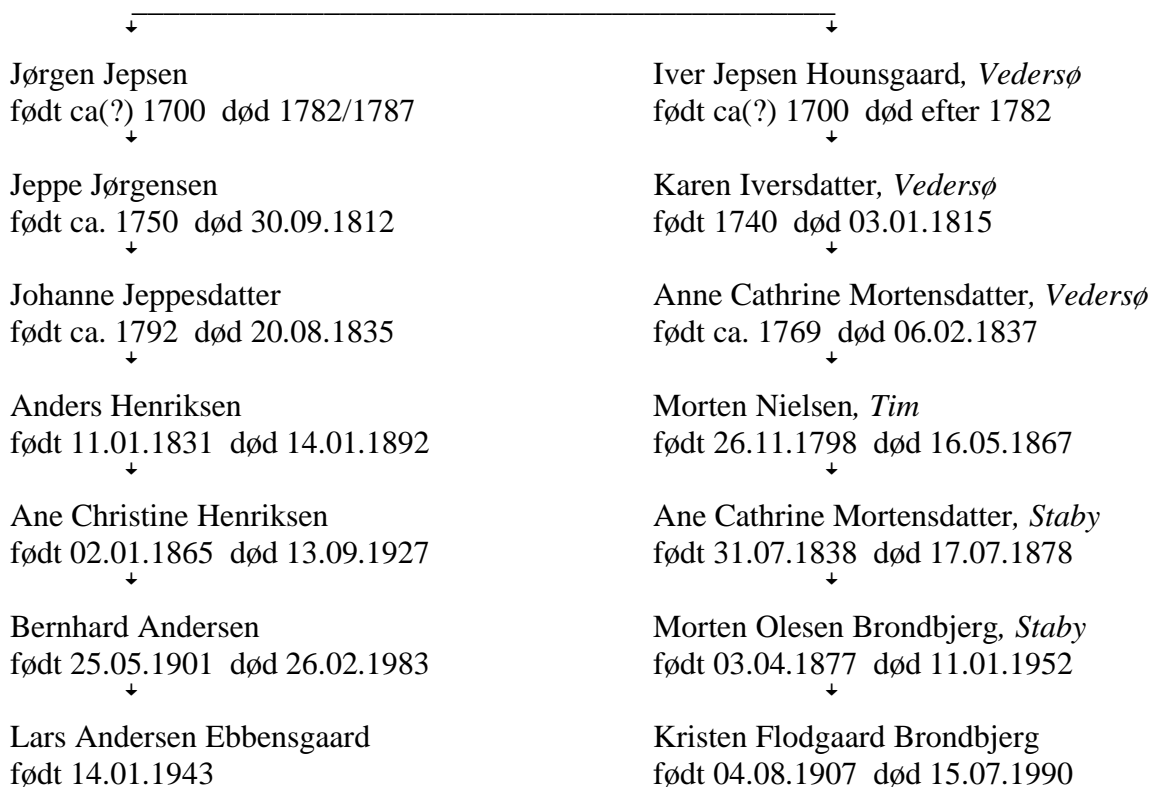 Jørgen Jepsen
født ca(?) 1700 død 1782/1787
Iver Jepsen Hounsgaard, Vedersø
født ca(?) 1700 død efter 1782
Jeppe Jørgensen
født ca. 1750 død 30.09.1812
Karen Iversdatter, Vedersø
født 1740 død 03.01.1815
Johanne Jeppesdatter
født ca. 1792 død 20.08.1835
Anne Cathrine Mortensdatter, Vedersø
født ca. 1769 død 06.02.1837
Anders Henriksen
født 11.01.1831 død 14.01.1892
Morten Nielsen, Tim
født 26.11.1798 død 16.05.1867
Ane Christine Henriksen
født 02.01.1865 død 13.09.1927
Ane Cathrine Mortensdatter, Staby
født 31.07.1838 død 17.07.1878
Bernhard Andersen
født 25.05.1901 død 26.02.1983
Morten Olesen Brondbjerg, Staby
født 03.04.1877 død 11.01.1952
Lars Andersen Ebbensgaard
født 14.01.1943
Kristen Flodgaard Brondbjerg
født 04.08.1907 død 15.07.1990